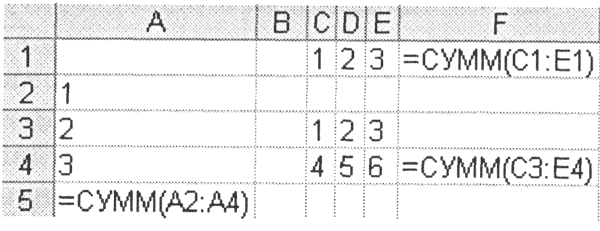 A B C D E F
1 1 2 3 =СУММ(C1:E1)
2 1
3 2 1 2 3
4 3 4 5 6 =СУММ(C3:E4)
5 =СУММ(A2:A4)